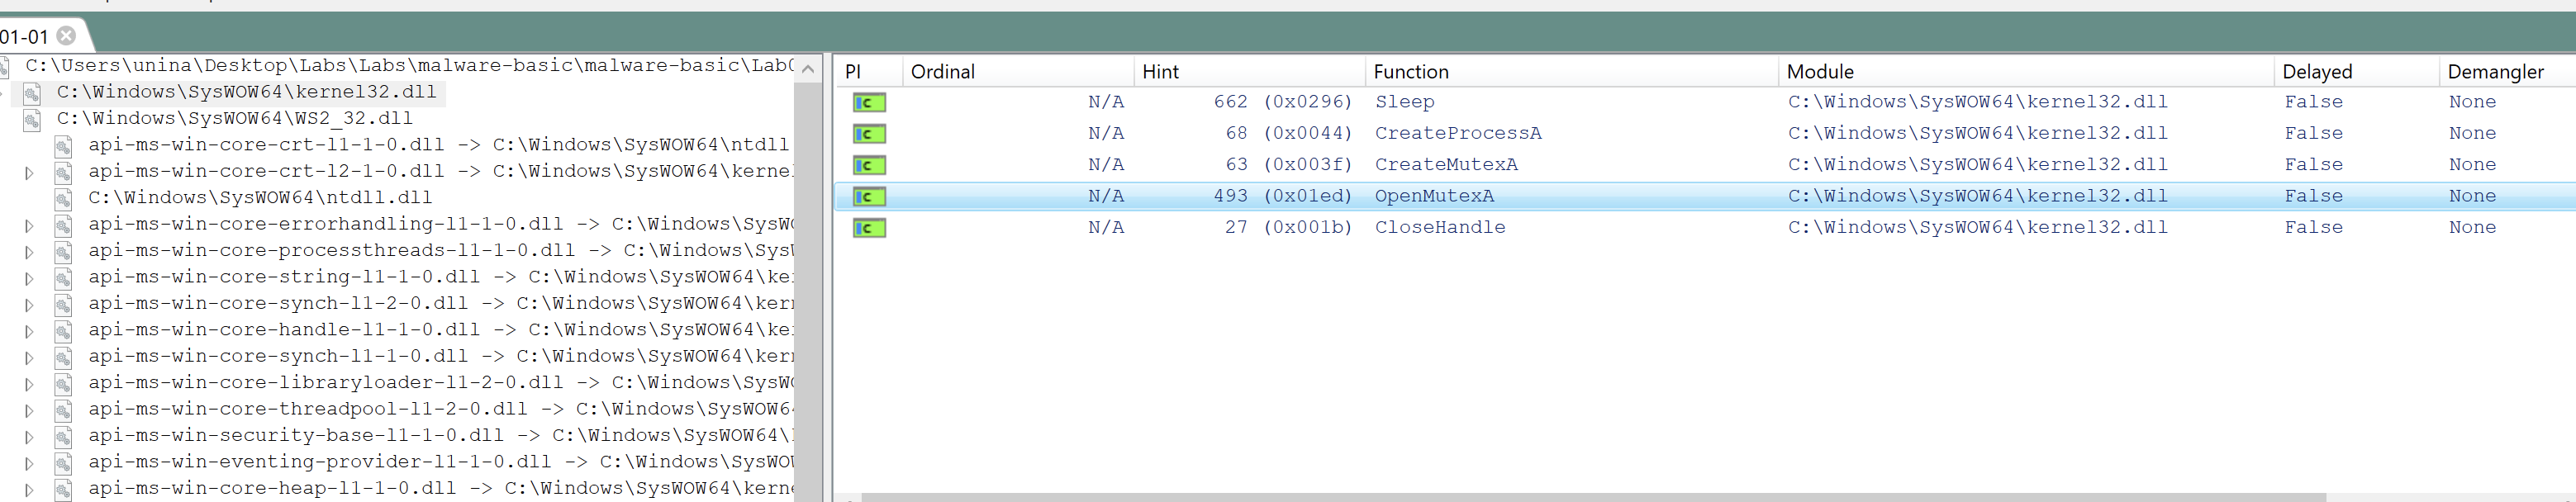 01-01
C:\Users\unina\Desktop\Labs\Labs\malware-basic\malware-basic\Lab0
C:\Windows\SysWOW64\kernel32.dll
C:\Windows\SysWOW64\WS2_32.dll
api-ms-win-core-crt-l1-1-0.dll -> C:\Windows\SysWOW64\ntdll
api-ms-win-core-crt-l2-1-0.dll -> C:\Windows\SysWOW64\kernel
C:\Windows\SysWOW64\ntdll.dll
api-ms-win-core-errorhandling-l1-1-0.dll -> C:\Windows\SysWO
api-ms-win-core-processthreads-l1-1-0.dll -> C:\Windows\Sys
api-ms-win-core-string-l1-1-0.dll -> C:\Windows\SysWOW64\ke
api-ms-win-core-synch-l1-2-0.dll -> C:\Windows\SysWOW64\ker
api-ms-win-core-handle-l1-1-0.dll -> C:\Windows\SysWOW64\ke
api-ms-win-core-synch-l1-1-0.dll -> C:\Windows\SysWOW64\ker
api-ms-win-core-libraryloader-l1-2-0.dll -> C:\Windows\SysWO
api-ms-win-core-threadpool-l1-2-0.dll -> C:\Windows\SysWOW64
api-ms-win-security-base-l1-1-0.dll -> C:\Windows\SysWOW64\
api-ms-win-eventing-provider-l1-1-0.dll -> C:\Windows\SysWOW
api-ms-win-core-heap-l1-1-0.dll -> C:\Windows\SysWOW64\kerne
PI Ordinal Hint Function Module Delayed Demangler
C N/A 662 (0x0296) Sleep C:\Windows\SysWOW64\kernel32.dll False None
C N/A 68 (0x0044) CreateProcessA C:\Windows\SysWOW64\kernel32.dll False None
C N/A 63 (0x003f) CreateMutexA C:\Windows\SysWOW64\kernel32.dll False None
C N/A 493 (0x01ed) OpenMutexA C:\Windows\SysWOW64\kernel32.dll False None
C N/A 27 (0x001b) CloseHandle C:\Windows\SysWOW64\kernel32.dll False None